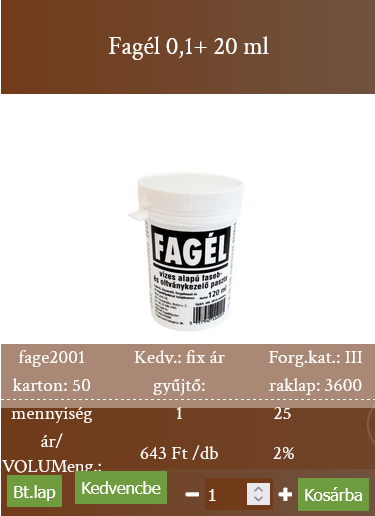 Fagél 0,1+ 20 ml
FAGÉL
vizes alapú faseb-
és oltványkezelő paszta
120 ml
fage2001 Kedv.: fix ár Forg.kat.: III
karton: 50 gyűjtő: raklap: 3600
mennyiség 1 25
ár/
VOLUMeng.: 643 Ft /db 2%
Bt.lap Kedvencbe 1 Kosárba